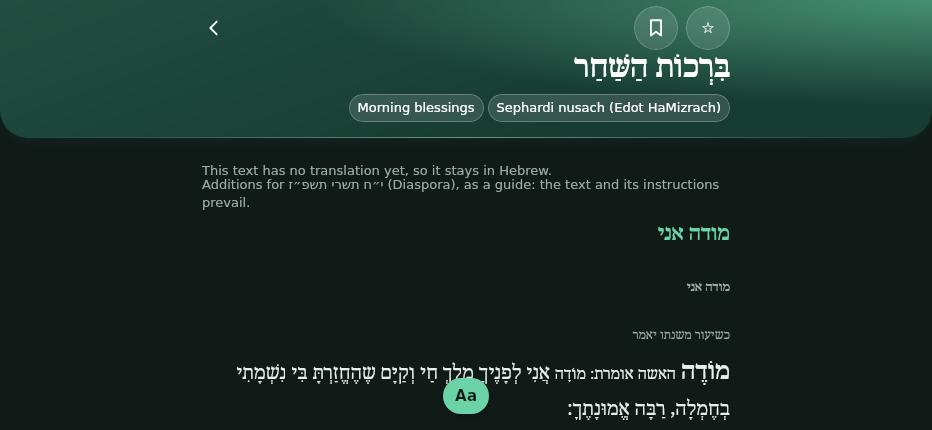 בִּרְכוֹת הַשַּׁחַר
Sephardi nusach (Edot HaMizrach) Morning blessings
This text has no translation yet, so it stays in Hebrew.
Additions for י״ח תשרי תשפ״ז (Diaspora), as a guide: the text and its instructions
prevail.
מודה אני
מודה אני
כשיעור משנתו יאמר
מוֹדֶה האשה אומרת: מוֹדָה אֲנִי לְפָנֶיךָ מֶלֶךְ חַי וְקַיָּם שֶׁהֶחֱזַרְתָּ בִּי נִשְׁמָתִי
בְחֶמְלָה, רַבָּה אֱמוּנָתֶךָ:
Aa